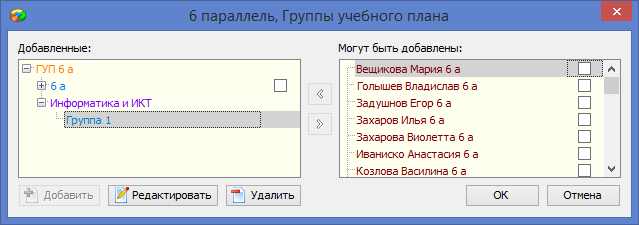 6 параллель, Группы учебного плана
Добавленные:
ГУП 6 а
6 а
Информатика и ИКТ
Группа 1
Могут быть добавлены:
Вещикова Мария 6 а
Голышев Владислав 6 а
Задушнов Егор 6 а
Захаров Илья 6 а
Захарова Виолетта 6 а
Иваниско Анастасия 6 а
Козлова Василина 6 а
Добавить
Редактировать
Удалить
ОК
Отмена